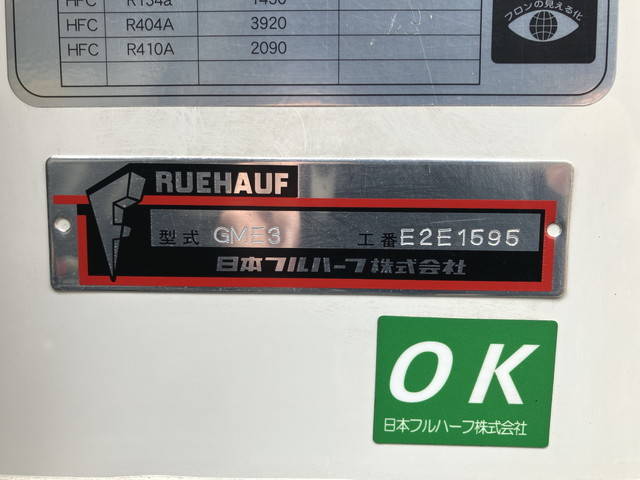 HFC R134a 1430
HFC R404A 3920
HFC R410A 2090
フロンの見える化
RUEHAUF
型式 GME3 工番 E2E1595
日本フルハーフ株式会社
OK
日本フルハーフ株式会社